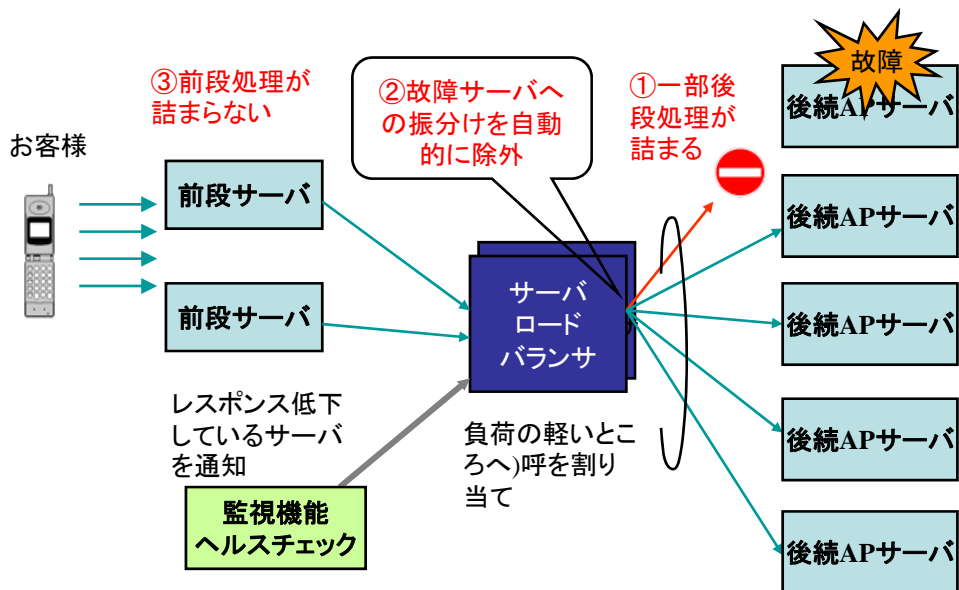 故障
③前段処理が
詰まらない
②故障サーバへ
の振分けを自動
的に除外
①一部後
段処理が
詰まる
後続APサーバ
お客様
前段サーバ
後続APサーバ
前段サーバ
サーバ
ロード
バランサ
後続APサーバ
レスポンス低下
しているサーバ
を通知
負荷の軽いとこ
ろへ)呼を割り
当て
後続APサーバ
監視機能
ヘルスチェック
後続APサーバ